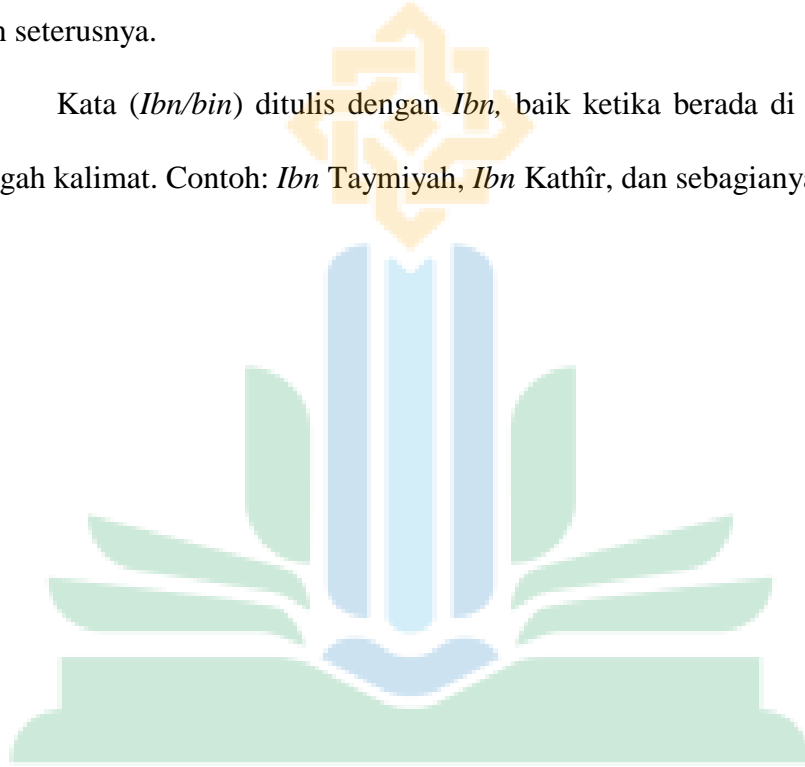 n seterusnya.
Kata (Ibn/bin) ditulis dengan Ibn, baik ketika berada di
gah kalimat. Contoh: Ibn Taymiyah, Ibn Kathîr, dan sebagianya